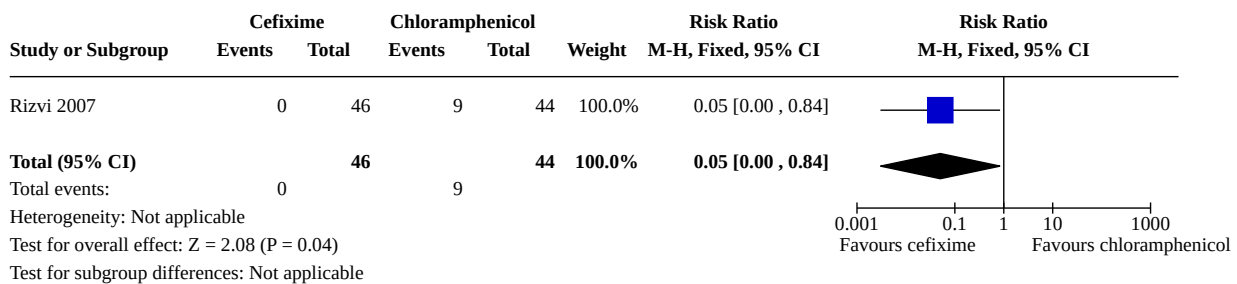 Cefixime Chloramphenicol Risk Ratio Risk Ratio
Study or Subgroup Events Total Events Total Weight M-H, Fixed, 95% CI M-H, Fixed, 95% CI
Rizvi 2007 0 46 9 44 100.0% 0.05 [0.00 , 0.84]
Total (95% CI) 46 44 100.0% 0.05 [0.00 , 0.84]
Total events: 0 9
Heterogeneity: Not applicable
0.001 0.1 1 10 1000
Test for overall effect: Z = 2.08 (P = 0.04) Favours cefixime Favours chloramphenicol
Test for subgroup differences: Not applicable